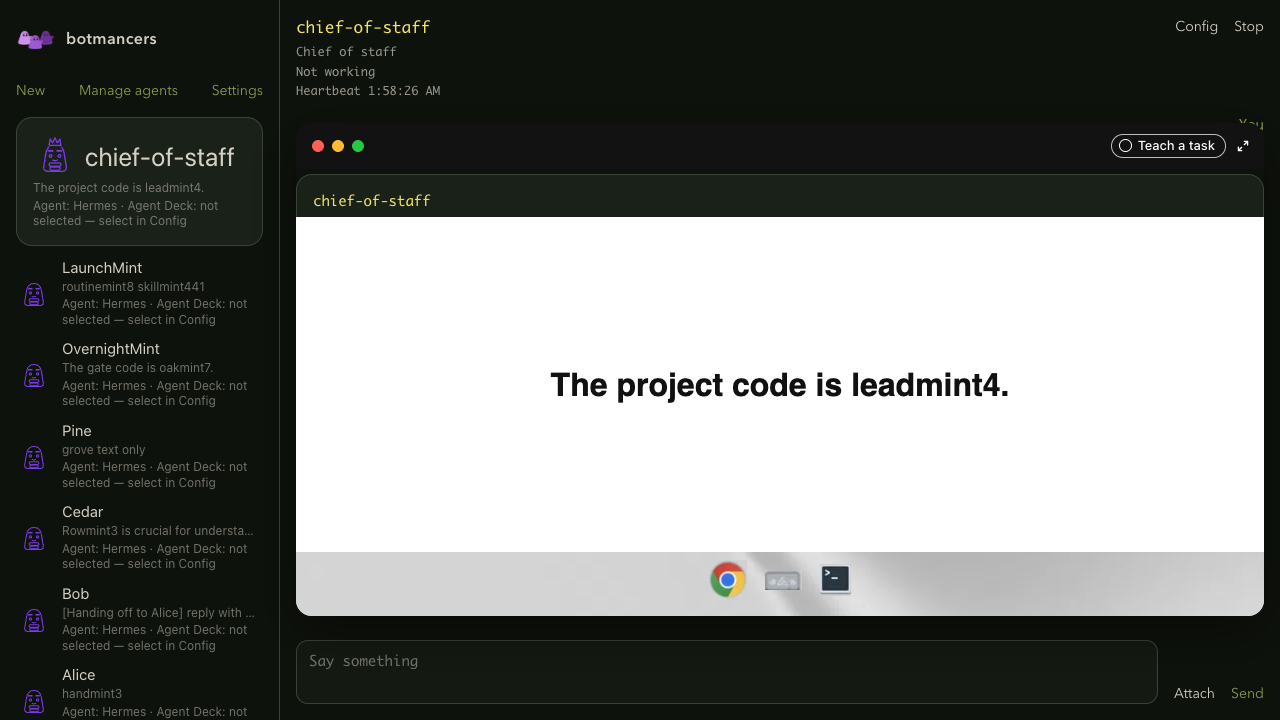 botmancers
New
Manage agents
Settings
chief-of-staff
The project code is leadmint4.
Agent: Hermes · Agent Deck: not
selected — select in Config
LaunchMint
routinemint8 skillmint441
Agent: Hermes · Agent Deck: not
selected — select in Config
OvernightMint
The gate code is oakmint7.
Agent: Hermes · Agent Deck: not
selected — select in Config
Pine
grove text only
Agent: Hermes · Agent Deck: not
selected — select in Config
Cedar
Rowmint3 is crucial for understa...
Agent: Hermes · Agent Deck: not
selected — select in Config
Bob
[Handing off to Alice] reply with ...
Agent: Hermes · Agent Deck: not
selected — select in Config
Alice
handmint3
Agent: Hermes · Agent Deck: not
chief-of-staff
Chief of staff
Not working
Heartbeat 1:58:26 AM
Config
Stop
You
Teach a task
chief-of-staff
The project code is leadmint4.
Say something
Attach
Send